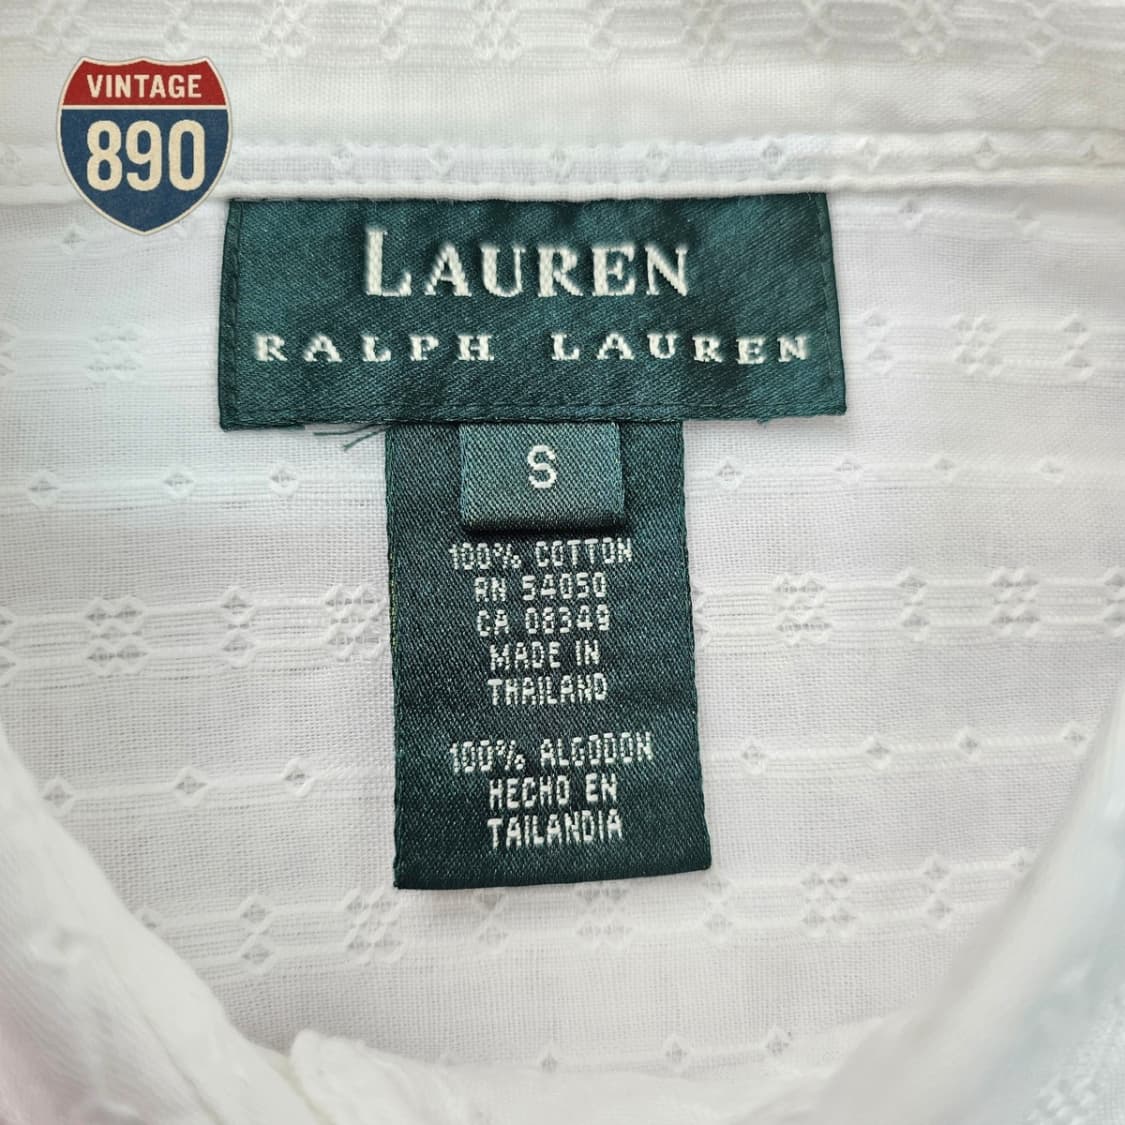 VINTAGE
890
LAUREN
RALPH LAUREN
S
100% COTTON
RN 54050
CA 08349
MADE IN
THAILAND
100% ALGODON
HECHO EN
TAILANDIA